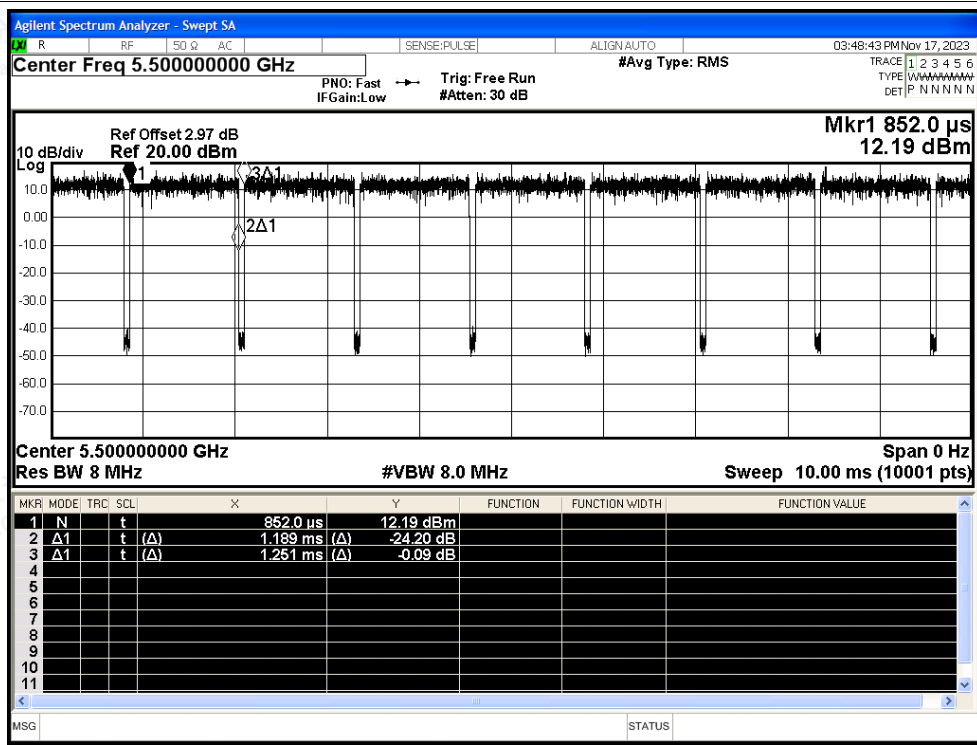 Agilent Spectrum Analyzer - Swept SA
LXI R RF 50 Ω AC SENSE:PULSE ALIGN AUTO 03:48:43 PM Nov 17, 2023
Center Freq 5.500000000 GHz #Avg Type: RMS TRACE 1 2 3 4 5 6
PNO: Fast Trig: Free Run TYPE W
IFGain:Low #Atten: 30 dB DET P N N N N N
Mkr1 852.0 µs
Ref Offset 2.97 dB
10 dB/div Ref 20.00 dBm 12.19 dBm
Log
1 3Δ1
10.0
0.00
2Δ1
-10.0
-20.0
-30.0
-40.0
-50.0
-60.0
-70.0
Center 5.500000000 GHz Span 0 Hz
Res BW 8 MHz #VBW 8.0 MHz Sweep 10.00 ms (10001 pts)
MKR MODE TRC SCL X Y FUNCTION FUNCTION WIDTH FUNCTION VALUE
1 N t 852.0 µs 12.19 dBm
2 Δ1 t (Δ) 1.189 ms (Δ) -24.20 dB
3 Δ1 t (Δ) 1.251 ms (Δ) -0.09 dB
4
5
6
7
8
9
10
11
MSG STATUS